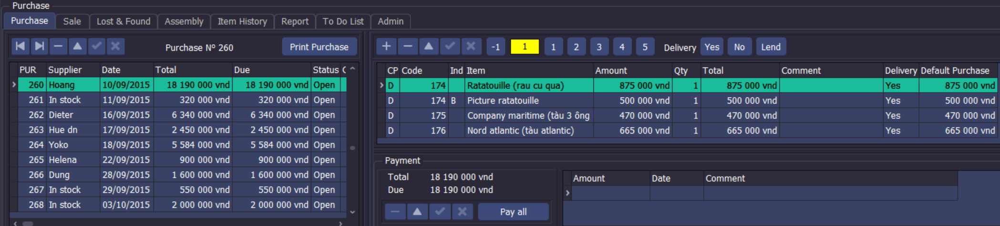 Purchase
Purchase Sale Lost & Found Assembly Item History Report To Do List Admin
Purchase Nº 260 Print Purchase
PUR Supplier Date Total Due Status
260 Hoang 10/09/2015 18 190 000 vnd 18 190 000 vnd Open
261 In stock 11/09/2015 320 000 vnd 320 000 vnd Open
262 Dieter 16/09/2015 6 340 000 vnd 6 340 000 vnd Open
263 Hue dn 17/09/2015 2 450 000 vnd 2 450 000 vnd Open
264 Yoko 18/09/2015 5 584 000 vnd 5 584 000 vnd Open
265 Helena 22/09/2015 900 000 vnd 900 000 vnd Open
266 Dung 28/09/2015 1 600 000 vnd 1 600 000 vnd Open
267 In stock 29/09/2015 550 000 vnd 550 000 vnd Open
268 In stock 03/10/2015 2 000 000 vnd 2 000 000 vnd Open
-1 1 1 2 3 4 5 Delivery Yes No Lend
CP Code Ind Item Amount Qty Total Comment Delivery Default Purchase
D 174 Ratatouille (rau cu qua) 875 000 vnd 1 875 000 vnd Yes 875 000 vnd
D 174 B Picture ratatouille 500 000 vnd 1 500 000 vnd Yes 500 000 vnd
D 175 Company maritime (tàu 3 ông 470 000 vnd 1 470 000 vnd Yes 470 000 vnd
D 176 Nord atlantic (tàu atlantic) 665 000 vnd 1 665 000 vnd Yes 665 000 vnd
Payment
Total 18 190 000 vnd
Due 18 190 000 vnd
Pay all
Amount Date Comment